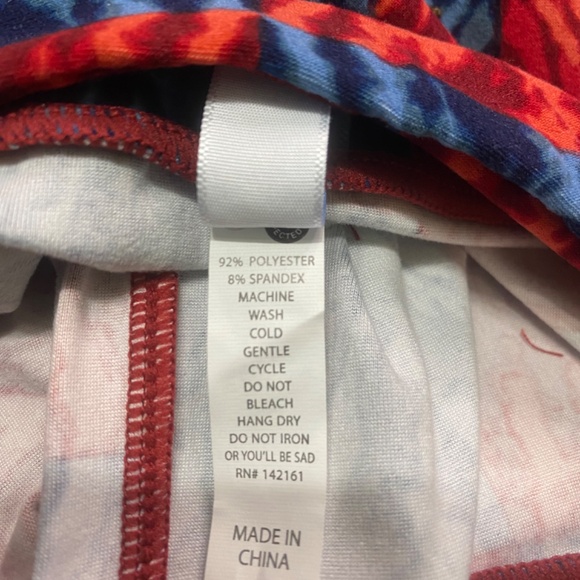 ECTED
92% POLYESTER
8% SPANDEX
MACHINE
WASH
COLD
GENTLE
CYCLE
DO NOT
BLEACH
HANG DRY
DO NOT IRON
OR YOU'LL BE SAD
RN# 142161
MADE IN
CHINA